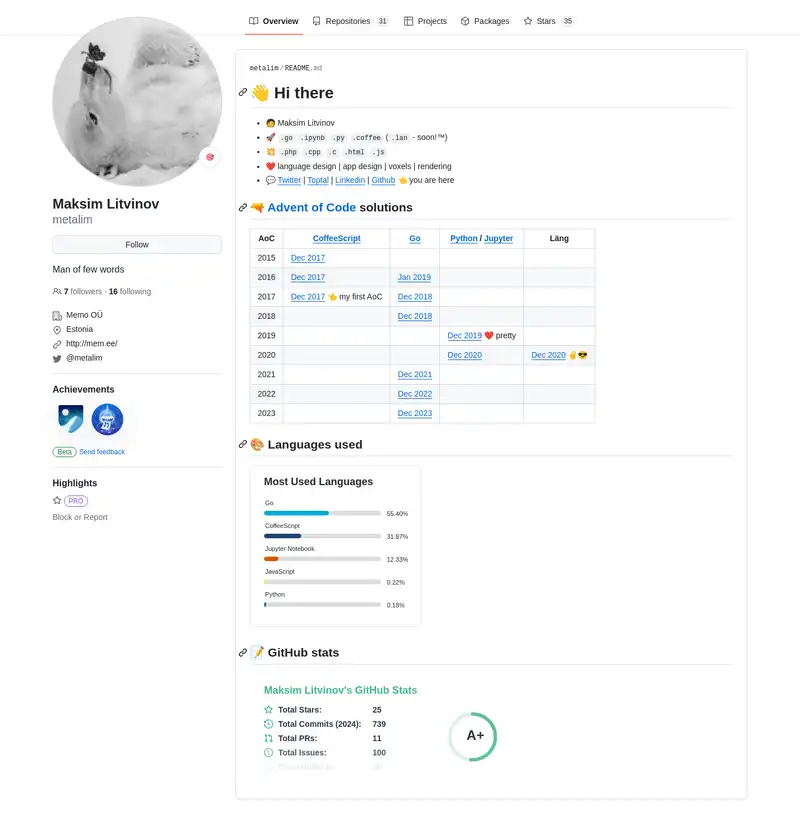 Overview Repositories 31 Projects Packages Stars 35
Maksim Litvinov
metalim
Follow
Man of few words
7 followers · 16 following
Memo OÜ
Estonia
http://mem.ee/
@metalim
Achievements
Beta Send feedback
Highlights
PRO
Block or Report
metalim/README.md
👋 Hi there
🧑 Maksim Litvinov
🚀 .go .ipynb .py .coffee (.lan - soon!™)
💥 .php .cpp .c .html .js
❤️ language design | app design | voxels | rendering
💬 Twitter | Toptal | Linkedin | Github 👈 you are here
🔫 Advent of Code solutions
AoC CoffeeScript Go Python / Jupyter Läng
2015 Dec 2017
2016 Dec 2017 Jan 2019
2017 Dec 2017 👈 my first AoC Dec 2018
2018 Dec 2018
2019 Dec 2019 ❤️ pretty
2020 Dec 2020 Dec 2020 ✌️😎
2021 Dec 2021
2022 Dec 2022
2023 Dec 2023
🎨 Languages used
Most Used Languages
Go
55.40%
CoffeeScript
31.87%
Jupyter Notebook
12.33%
JavaScript
0.22%
Python
0.18%
📝 GitHub stats
Maksim Litvinov's GitHub Stats
Total Stars: 25
Total Commits (2024): 739
Total PRs: 11
Total Issues: 100
A+